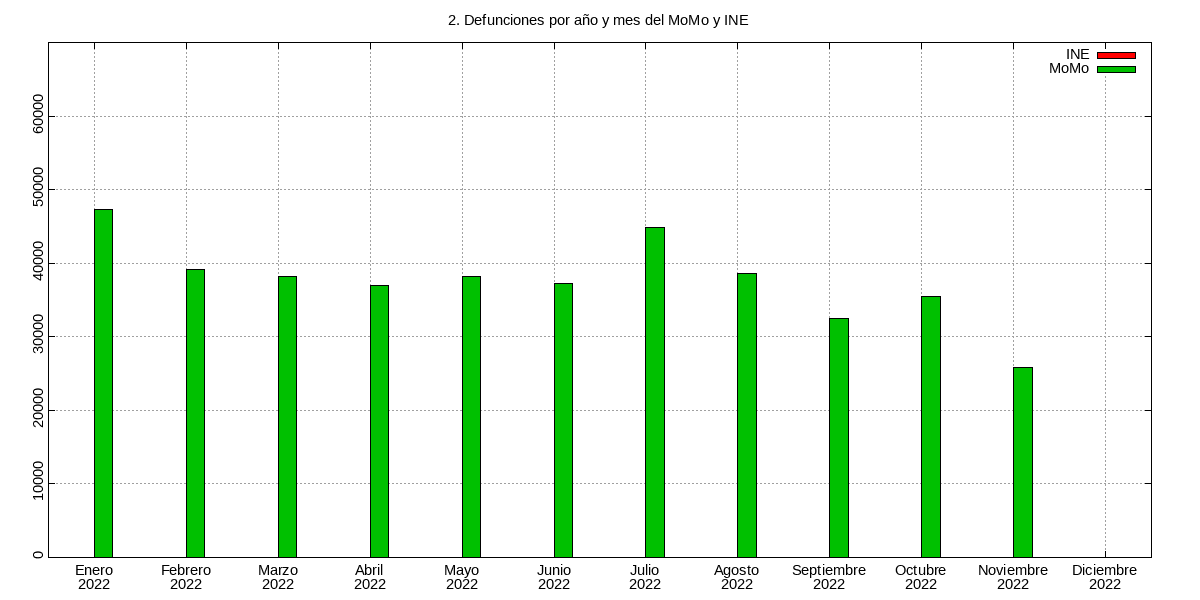 2. Defunciones por año y mes del MoMo y INE
INE
MoMo
60000
50000
40000
30000
20000
10000
0
Enero Febrero Marzo Abril Mayo Junio Julio Agosto Septiembre Octubre Noviembre Diciembre
2022 2022 2022 2022 2022 2022 2022 2022 2022 2022 2022 2022